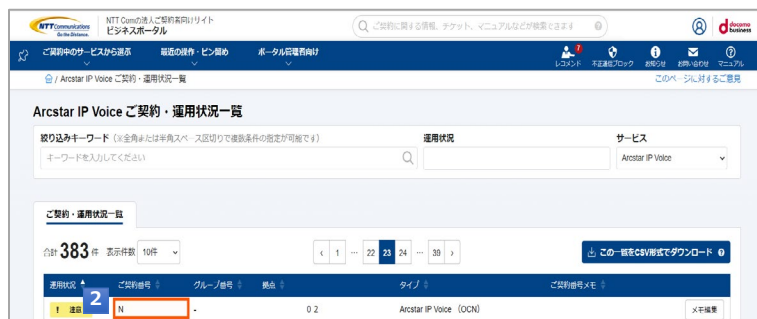 NTT Communications
Go the Distance.
NTT Comの法人ご契約者向けサイト
ビジネスポータル
ご契約に関する情報、チケット、マニュアルなどが検索できます
docomo
business
ご契約中のサービスから選ぶ
最近の操作・ピン留め
ポータル管理者向け
7
レコメンド
不正通信ブロック
お知らせ
お問い合わせ
マニュアル
/ Arcstar IP Voice ご契約・運用状況一覧
このページに対するご意見
Arcstar IP Voice ご契約・運用状況一覧
絞り込みキーワード（※全角または半角スペース区切りで複数条件の指定が可能です）
運用状況
サービス
キーワードを入力してください
Arcstar IP Voice
ご契約・運用状況一覧
合計 383 件 表示件数 10件
‹ 1 … 22 23 24 … 39 ›
この一覧をCSV形式でダウンロード
運用状況 ご契約番号 グループ番号 拠点 タイプ ご契約番号メモ
2
! 注意 N - 0 2 Arcstar IP Voice （OCN） メモ編集